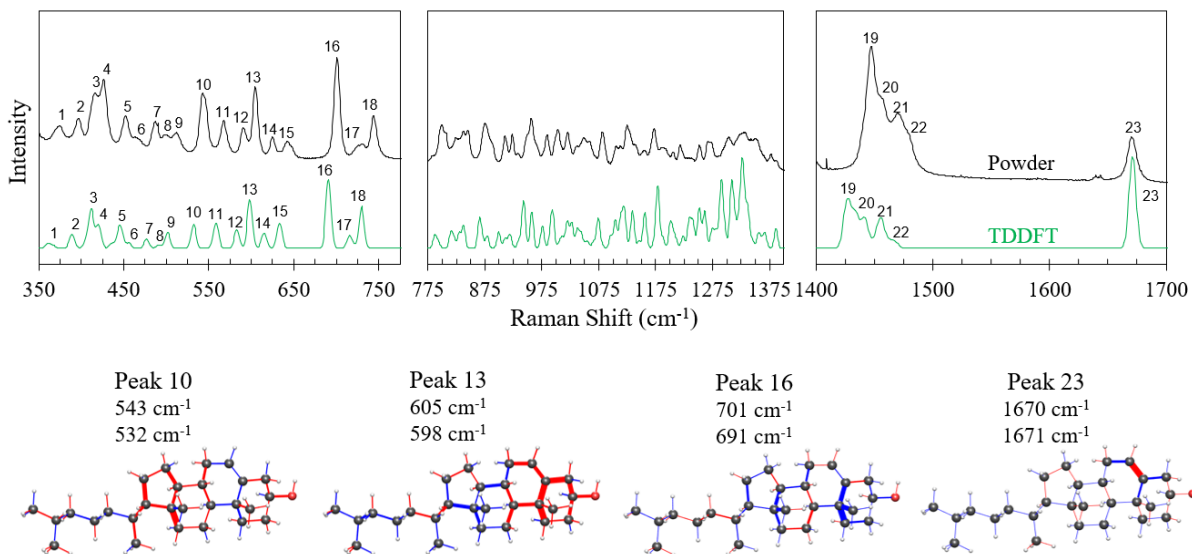 Intensity
1 2 3 4 5 6 7 8 9 10 11 12 13 14 15 16 17 18
1 2 3 4 5 6 7 8 9 10 11 12 13 14 15 16 17 18
19 20 21 22 23
Powder
19 20 21 22 23
TDDFT
350 450 550 650 750 775 875 975 1075 1175 1275 1375 1400 1500 1600 1700
Raman Shift (cm⁻¹)
Peak 10 Peak 13 Peak 16 Peak 23
543 cm⁻¹ 605 cm⁻¹ 701 cm⁻¹ 1670 cm⁻¹
532 cm⁻¹ 598 cm⁻¹ 691 cm⁻¹ 1671 cm⁻¹